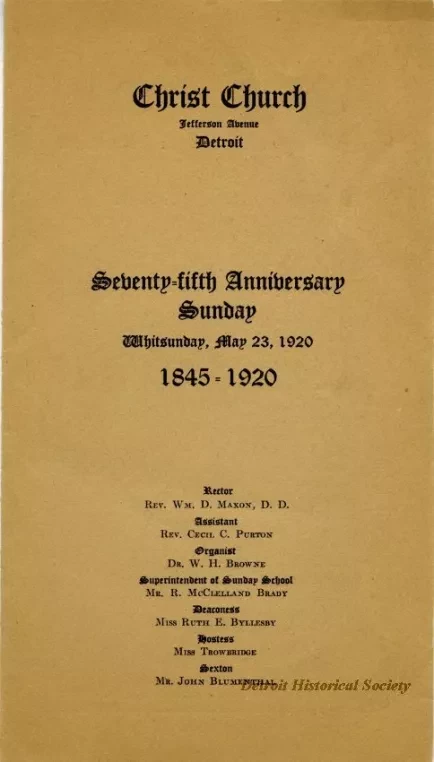 Christ Church
Jefferson Avenue
Detroit
Seventy-fifth Anniversary
Sunday
Whitsunday, May 23, 1920
1845-1920
Rector
Rev. Wm. D. Maxon, D. D.
Assistant
Rev. Cecil C. Purton
Organist
Dr. W. H. Browne
Superintendent of Sunday School
Mr. R. McClelland Brady
Deaconess
Miss Ruth E. Byllesby
Hostess
Miss Trowbridge
Sexton
Mr. John Blumenthal
Detroit Historical Society